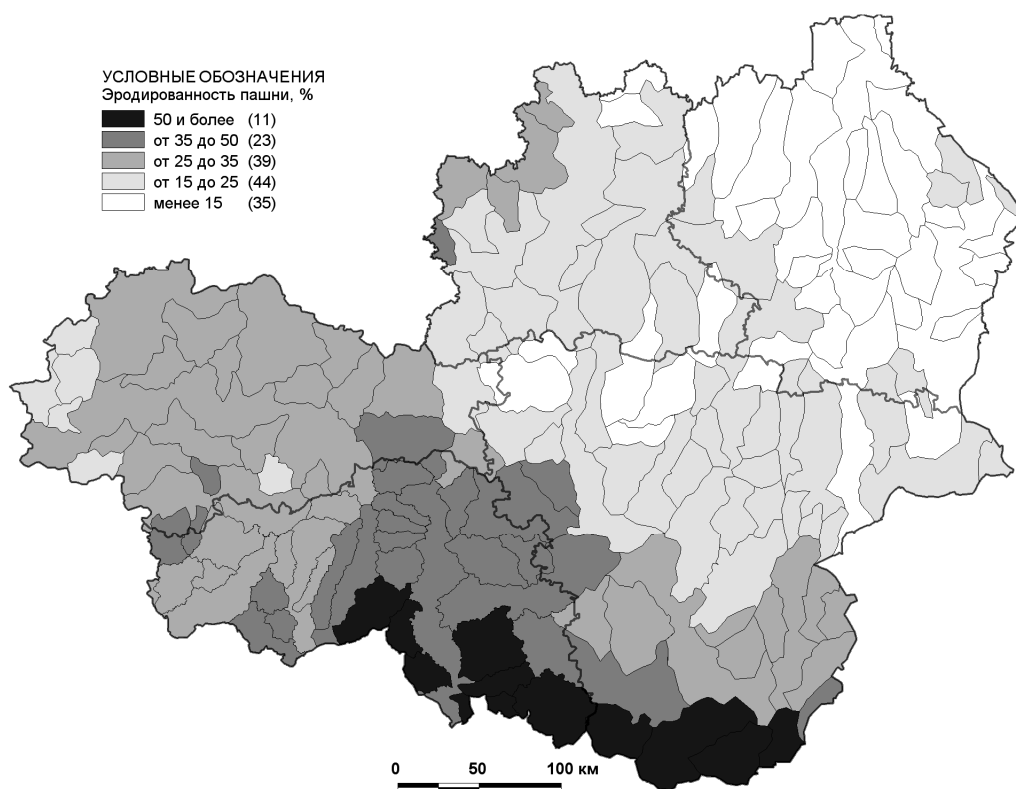 УСЛОВНЫЕ ОБОЗНАЧЕНИЯ
Эродированность пашни, %
50 и более (11)
от 35 до 50 (23)
от 25 до 35 (39)
от 15 до 25 (44)
менее 15 (35)
0 50 100 км